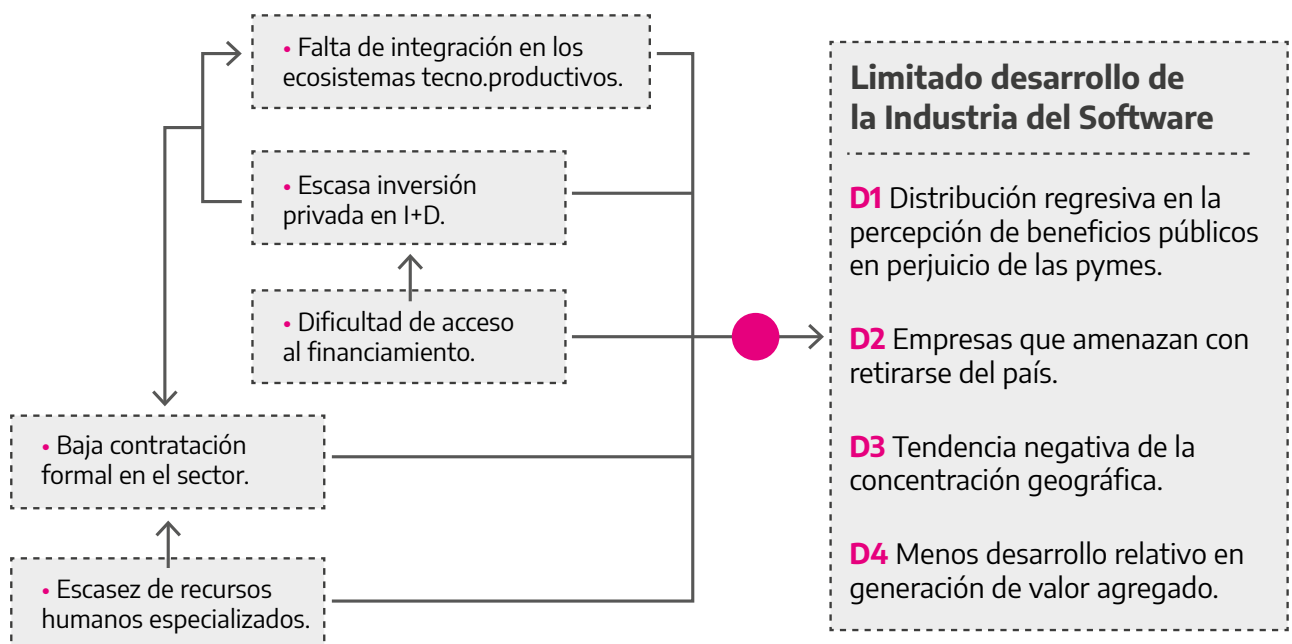 • Falta de integración en los
ecosistemas tecno.productivos.
• Escasa inversión
privada en I+D.
• Dificultad de acceso
al financiamiento.
• Baja contratación
formal en el sector.
• Escasez de recursos
humanos especializados.
Limitado desarrollo de
la Industria del Software
D1 Distribución regresiva en la
percepción de beneficios públicos
en perjuicio de las pymes.
D2 Empresas que amenazan con
retirarse del país.
D3 Tendencia negativa de la
concentración geográfica.
D4 Menos desarrollo relativo en
generación de valor agregado.